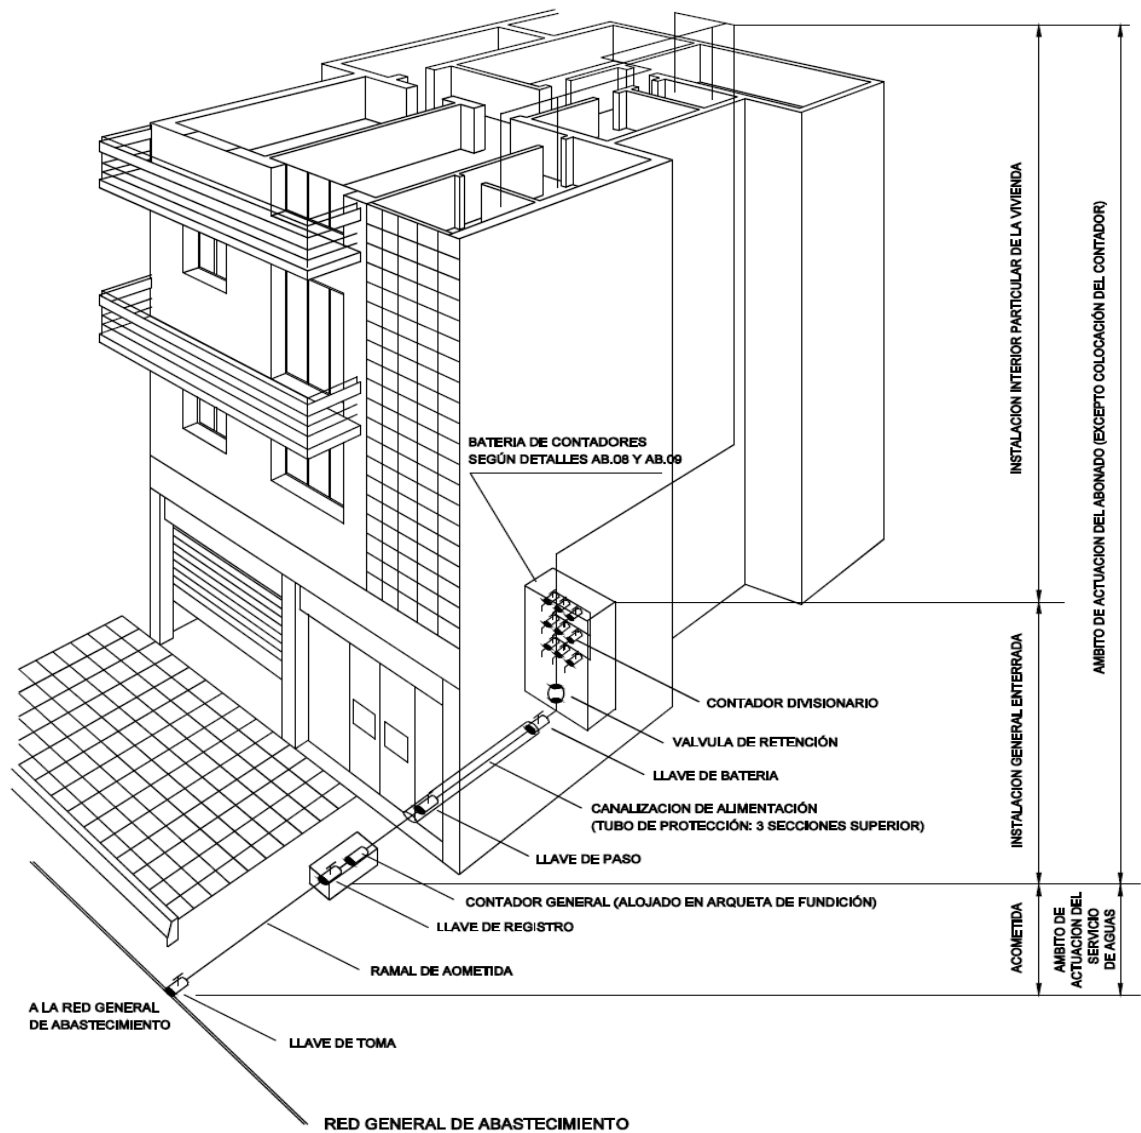 BATERIA DE CONTADORES
SEGÚN DETALLES AB.08 Y AB.09
CONTADOR DIVISIONARIO
VALVULA DE RETENCIÓN
LLAVE DE BATERIA
CANALIZACION DE ALIMENTACIÓN
(TUBO DE PROTECCIÓN: 3 SECCIONES SUPERIOR)
LLAVE DE PASO
CONTADOR GENERAL (ALOJADO EN ARQUETA DE FUNDICIÓN)
LLAVE DE REGISTRO
RAMAL DE AOMETIDA
A LA RED GENERAL
DE ABASTECIMIENTO
LLAVE DE TOMA
RED GENERAL DE ABASTECIMIENTO
INSTALACION INTERIOR PARTICULAR DE LA VIVIENDA
INSTALACION GENERAL ENTERRADA
ACOMETIDA
AMBITO DE ACTUACION DEL ABONADO (EXCEPTO COLOCACIÓN DEL CONTADOR)
AMBITO DE
ACTUACION DEL
SERVICIO
DE AGUAS